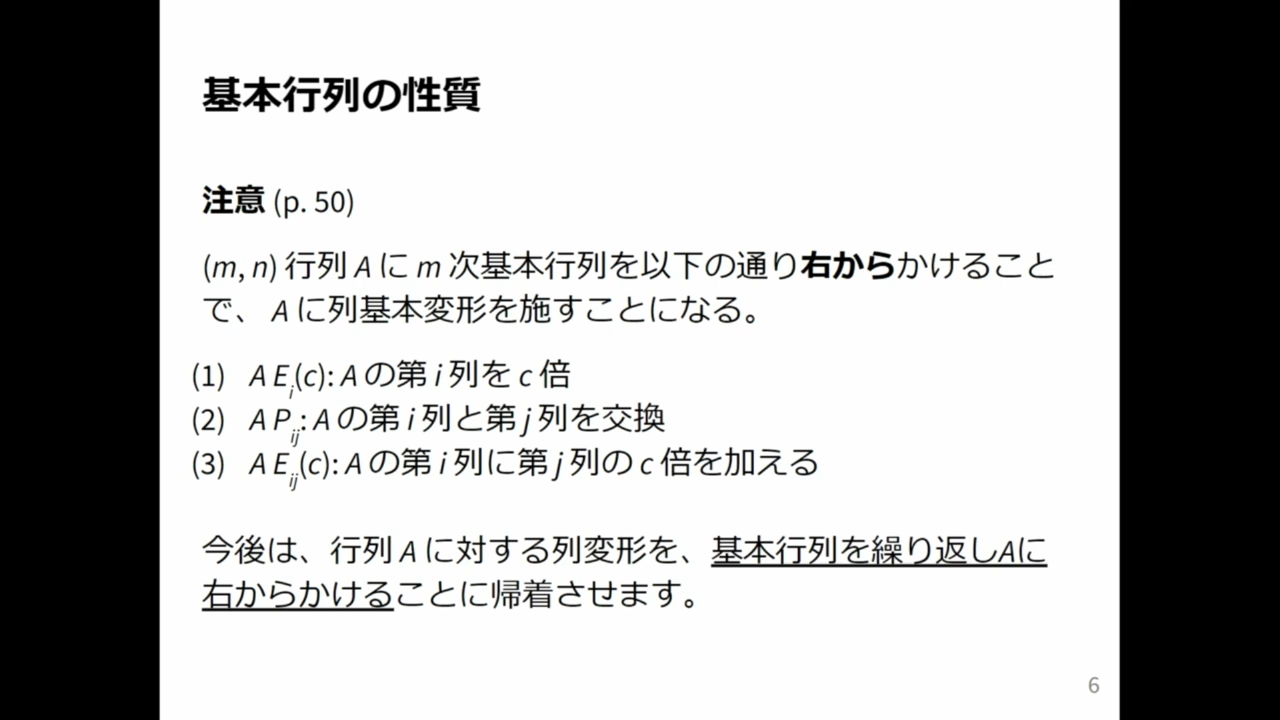 基本行列の性質
注意 (p. 50)
(m, n) 行列 A に m 次基本行列を以下の通り右からかけること
で、 A に列基本変形を施すことになる。
(1) A E_i(c): A の第 i 列を c 倍
(2) A P_ij: A の第 i 列と第 j 列を交換
(3) A E_ij(c): A の第 i 列に第 j 列の c 倍を加える
今後は、行列 A に対する列変形を、基本行列を繰り返しAに
右からかけることに帰着させます。
6